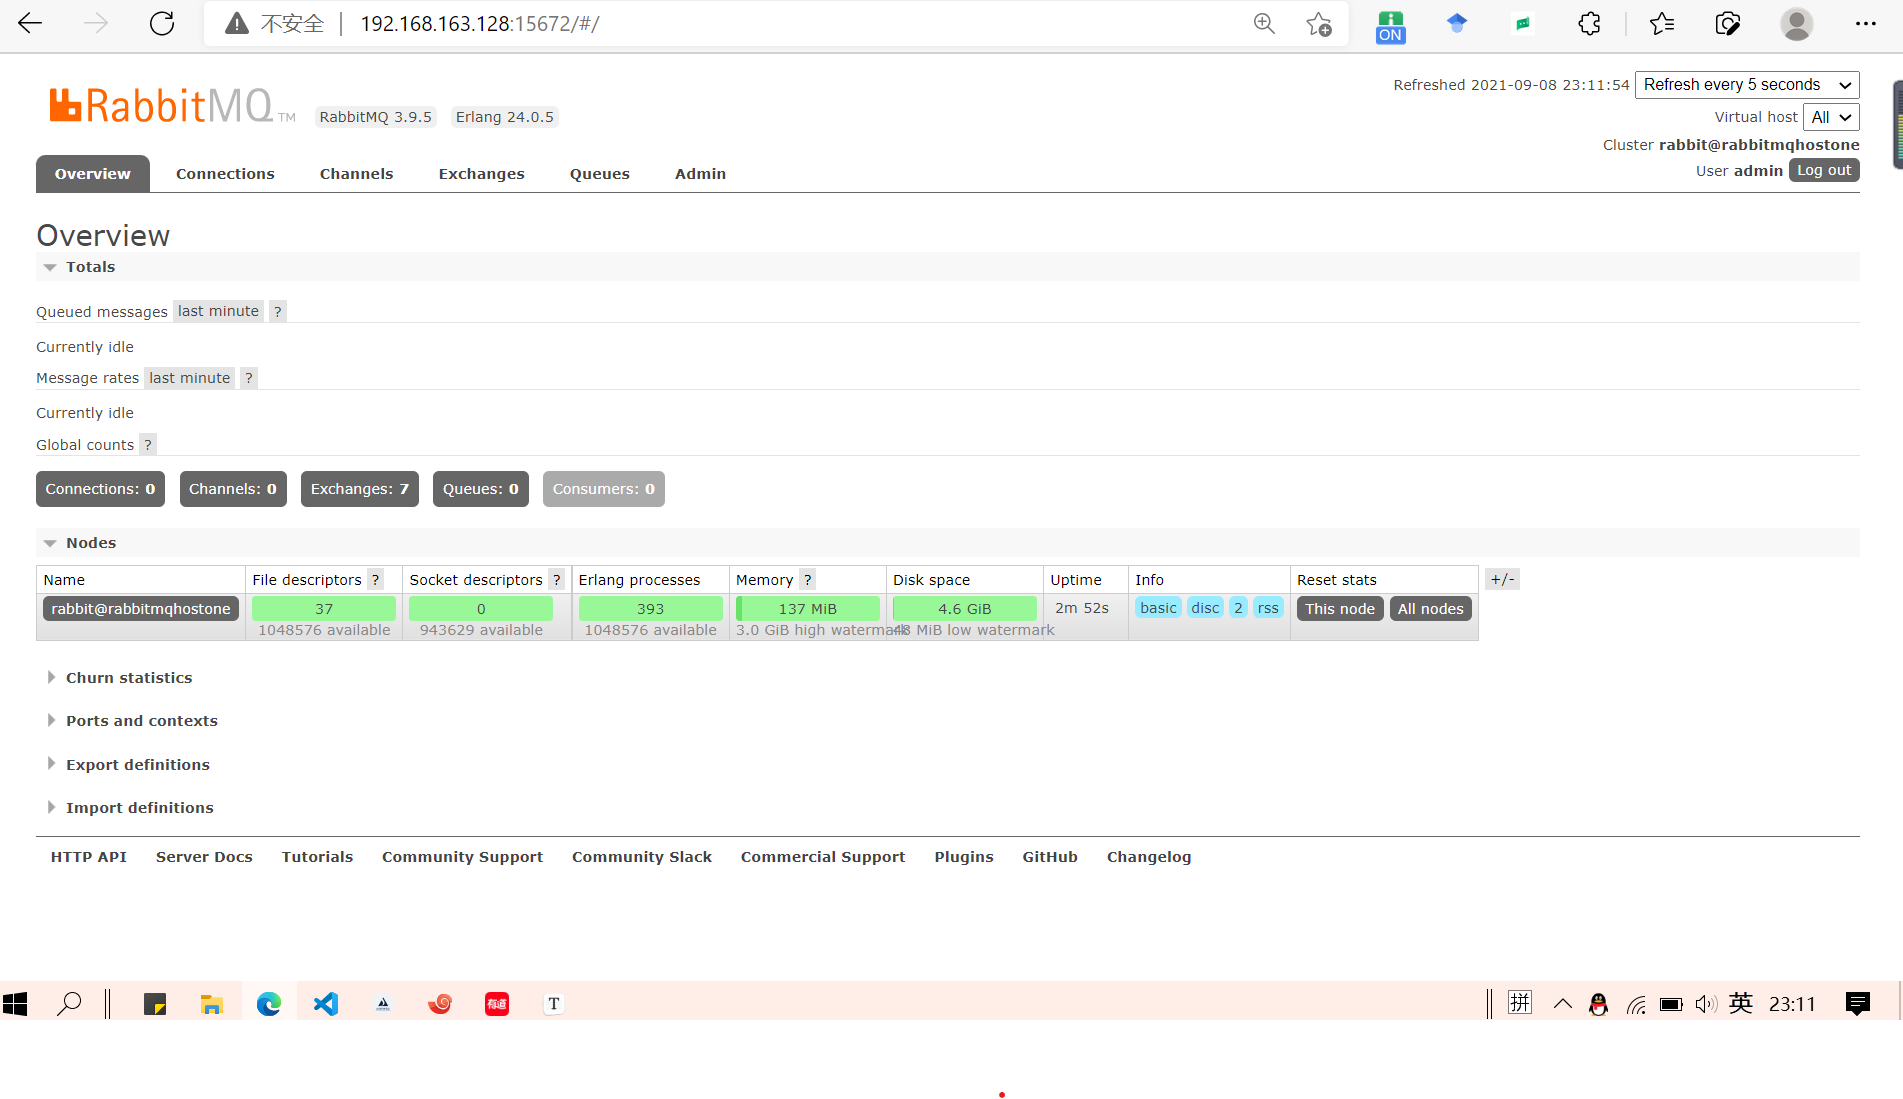 不安全 | 192.168.163.128:15672/#/
ON
Refreshed 2021-09-08 23:11:54 Refresh every 5 seconds
RabbitMQ TM RabbitMQ 3.9.5 Erlang 24.0.5
Virtual host All
Cluster rabbit@rabbitmqhostone
User admin Log out
Overview Connections Channels Exchanges Queues Admin
Overview
Totals
Queued messages last minute ?
Currently idle
Message rates last minute ?
Currently idle
Global counts ?
Connections: 0 Channels: 0 Exchanges: 7 Queues: 0 Consumers: 0
Nodes
Name File descriptors ? Socket descriptors ? Erlang processes Memory ? Disk space Uptime Info Reset stats +/-
rabbit@rabbitmqhostone 37 0 393 137 MiB 4.6 GiB 2m 52s basic disc 2 rss This node All nodes
1048576 available 943629 available 1048576 available 3.0 GiB high watermark 48 MiB low watermark
Churn statistics
Ports and contexts
Export definitions
Import definitions
HTTP API Server Docs Tutorials Community Support Community Slack Commercial Support Plugins GitHub Changelog
有道 T 拼 英 23:11